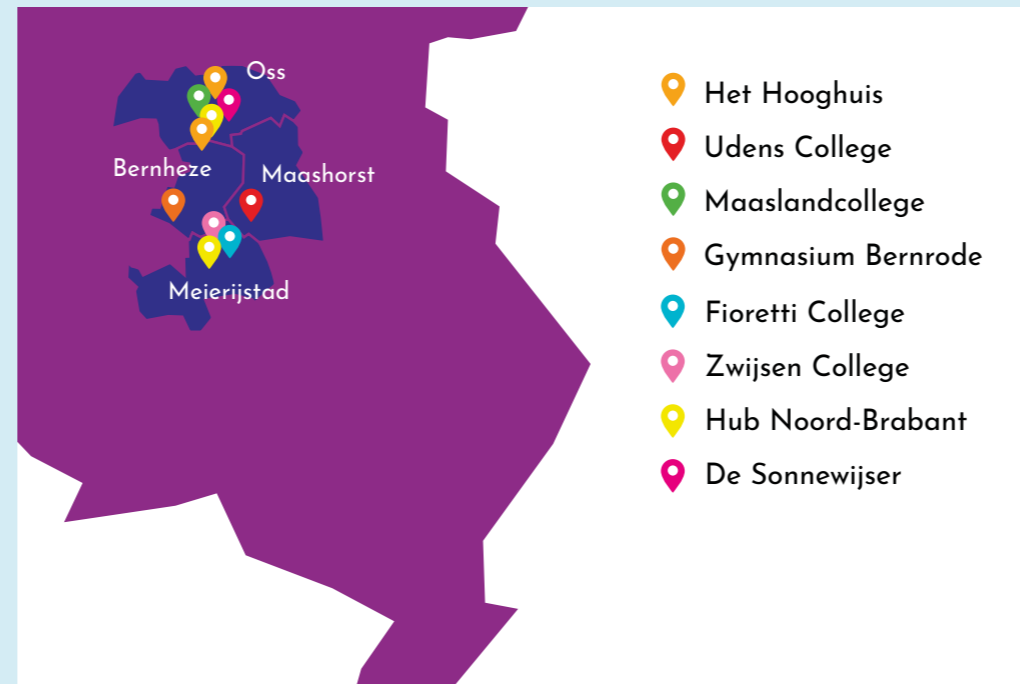 Oss
Bernheze
Maashorst
Meierijstad
Het Hooghuis
Udens College
Maaslandcollege
Gymnasium Bernrode
Fioretti College
Zwijsen College
Hub Noord-Brabant
De Sonnewijser